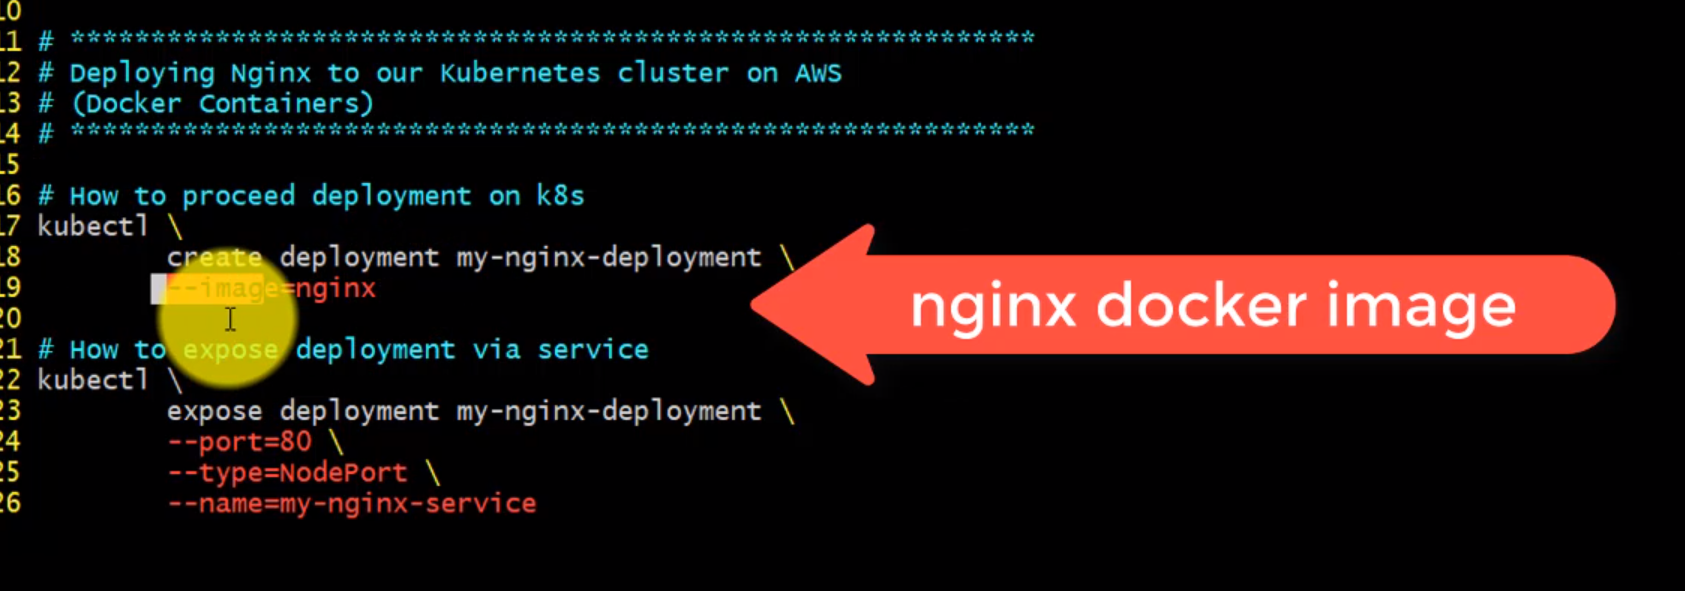 10
11 # ************************************************************
12 # Deploying Nginx to our Kubernetes cluster on AWS
13 # (Docker Containers)
14 # ************************************************************
15
16 # How to proceed deployment on k8s
17 kubectl \
18 create deployment my-nginx-deployment \
19 --image=nginx
20
21 # How to expose deployment via service
22 kubectl \
23 expose deployment my-nginx-deployment \
24 --port=80 \
25 --type=NodePort \
26 --name=my-nginx-service
nginx docker image